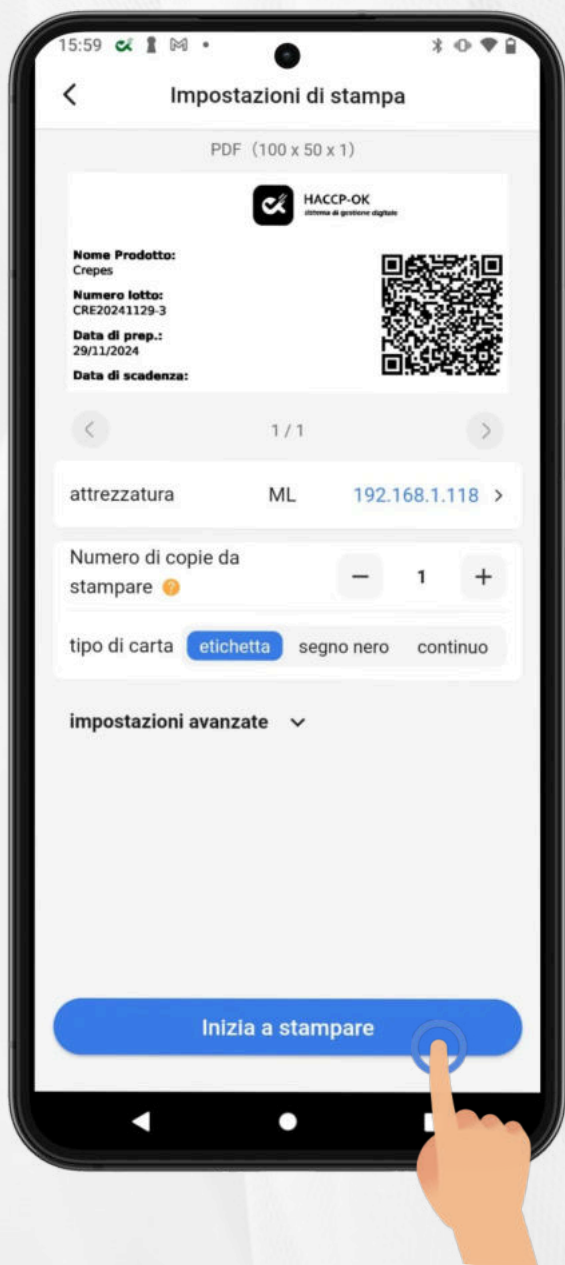 15:59
Impostazioni di stampa
PDF (100 x 50 x 1)
HACCP-OK
sistema di gestione digitale
Nome Prodotto:
Crepes
Numero lotto:
CRE20241129-3
Data di prep.:
29/11/2024
Data di scadenza:
1 / 1
attrezzatura ML 192.168.1.118
Numero di copie da
stampare ? 1
tipo di carta etichetta segno nero continuo
impostazioni avanzate
Inizia a stampare